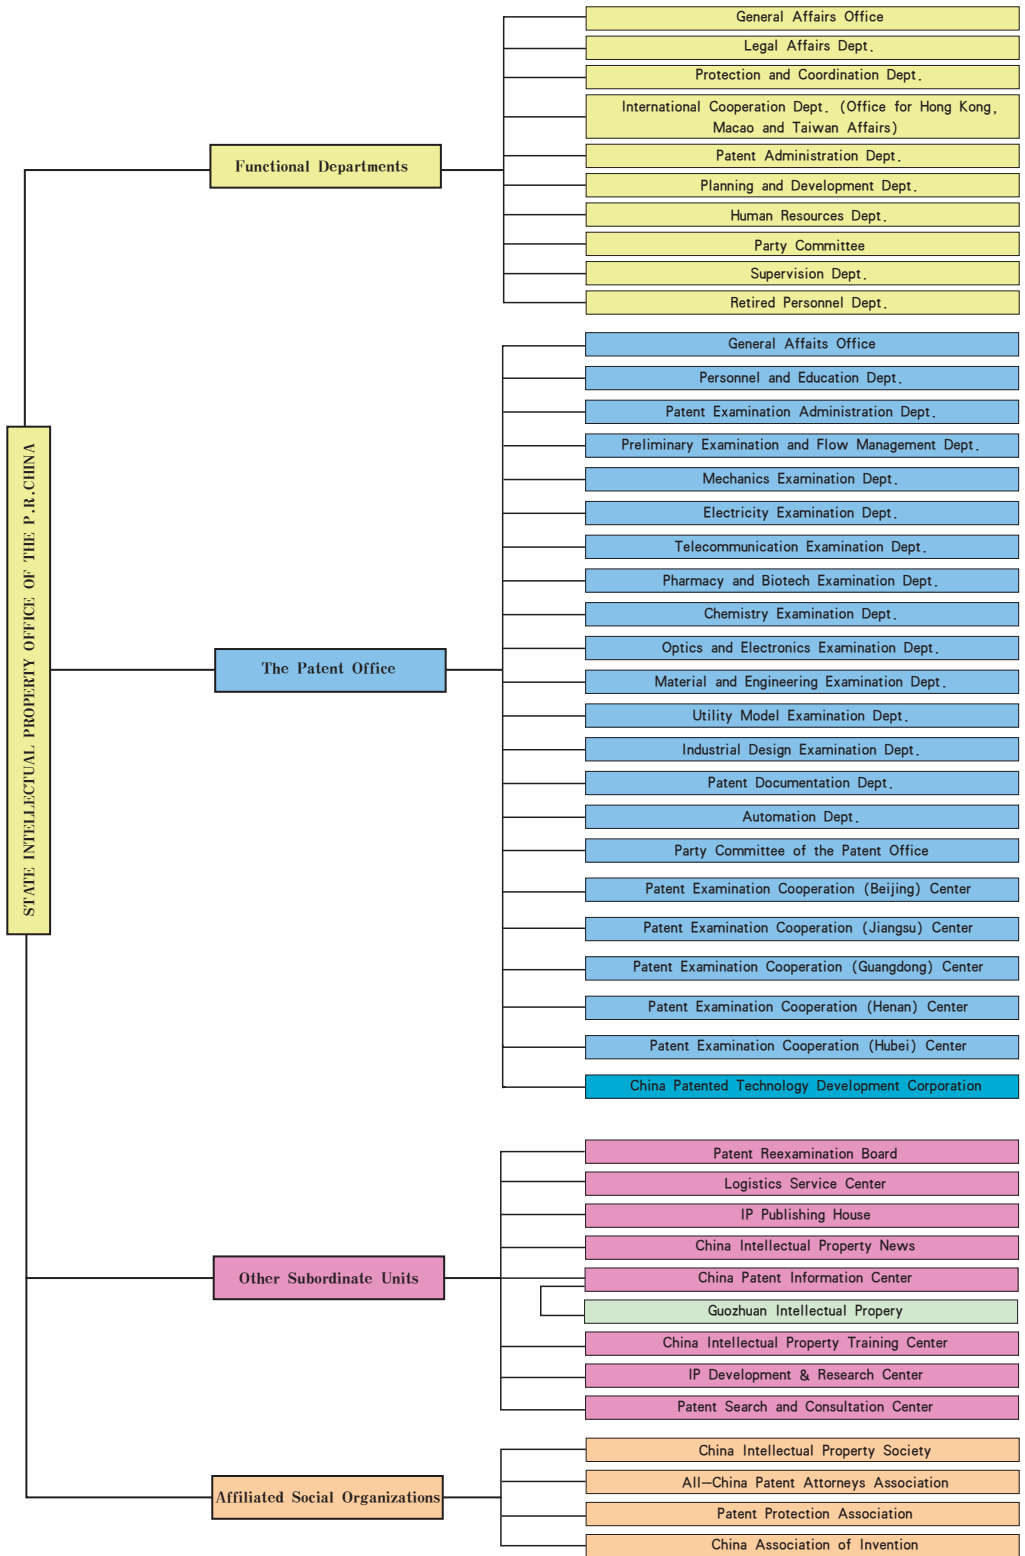 STATE INTELLECTUAL PROPERTY OFFICE OF THE P.R.CHINA
Functional Departments
General Affairs Office
Legal Affairs Dept.
Protection and Coordination Dept.
International Cooperation Dept. (Office for Hong Kong,
Macao and Taiwan Affairs)
Patent Administration Dept.
Planning and Development Dept.
Human Resources Dept.
Party Committee
Supervision Dept.
Retired Personnel Dept.
The Patent Office
General Affaits Office
Personnel and Education Dept.
Patent Examination Administration Dept.
Preliminary Examination and Flow Management Dept.
Mechanics Examination Dept.
Electricity Examination Dept.
Telecommunication Examination Dept.
Pharmacy and Biotech Examination Dept.
Chemistry Examination Dept.
Optics and Electronics Examination Dept.
Material and Engineering Examination Dept.
Utility Model Examination Dept.
Industrial Design Examination Dept.
Patent Documentation Dept.
Automation Dept.
Party Committee of the Patent Office
Patent Examination Cooperation (Beijing) Center
Patent Examination Cooperation (Jiangsu) Center
Patent Examination Cooperation (Guangdong) Center
Patent Examination Cooperation (Henan) Center
Patent Examination Cooperation (Hubei) Center
China Patented Technology Development Corporation
Other Subordinate Units
Patent Reexamination Board
Logistics Service Center
IP Publishing House
China Intellectual Property News
China Patent Information Center
Guozhuan Intellectual Propery
China Intellectual Property Training Center
IP Development & Research Center
Patent Search and Consultation Center
Affiliated Social Organizations
China Intellectual Property Society
All-China Patent Attorneys Association
Patent Protection Association
China Association of Invention